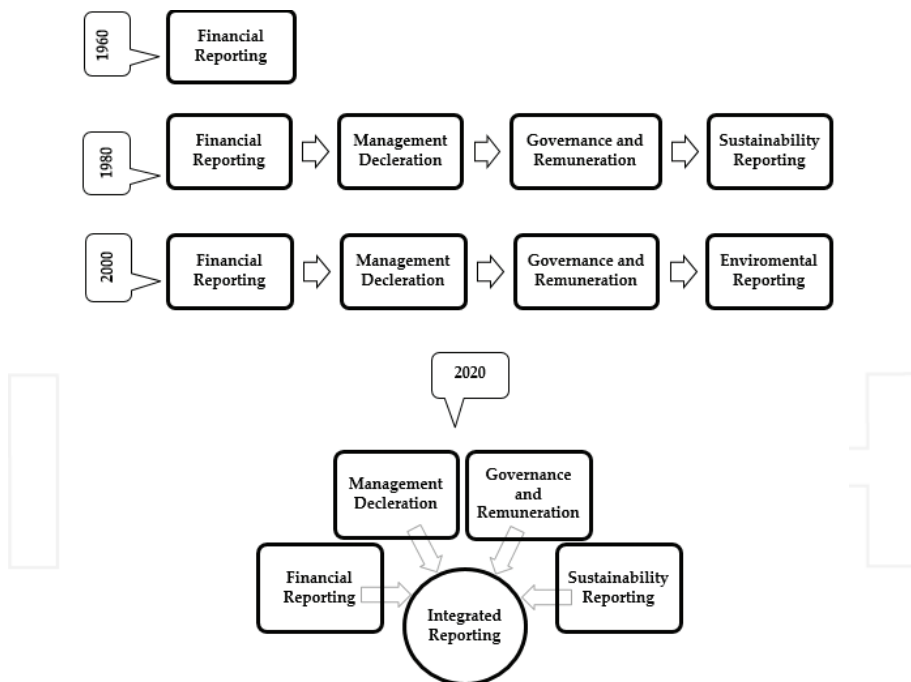 1960
Financial
Reporting
1980
Financial
Reporting
Management
Decleration
Governance and
Remuneration
Sustainability
Reporting
2000
Financial
Reporting
Management
Decleration
Governance and
Remuneration
Enviromental
Reporting
2020
Management
Decleration
Governance
and
Remuneration
Financial
Reporting
Sustainability
Reporting
Integrated
Reporting